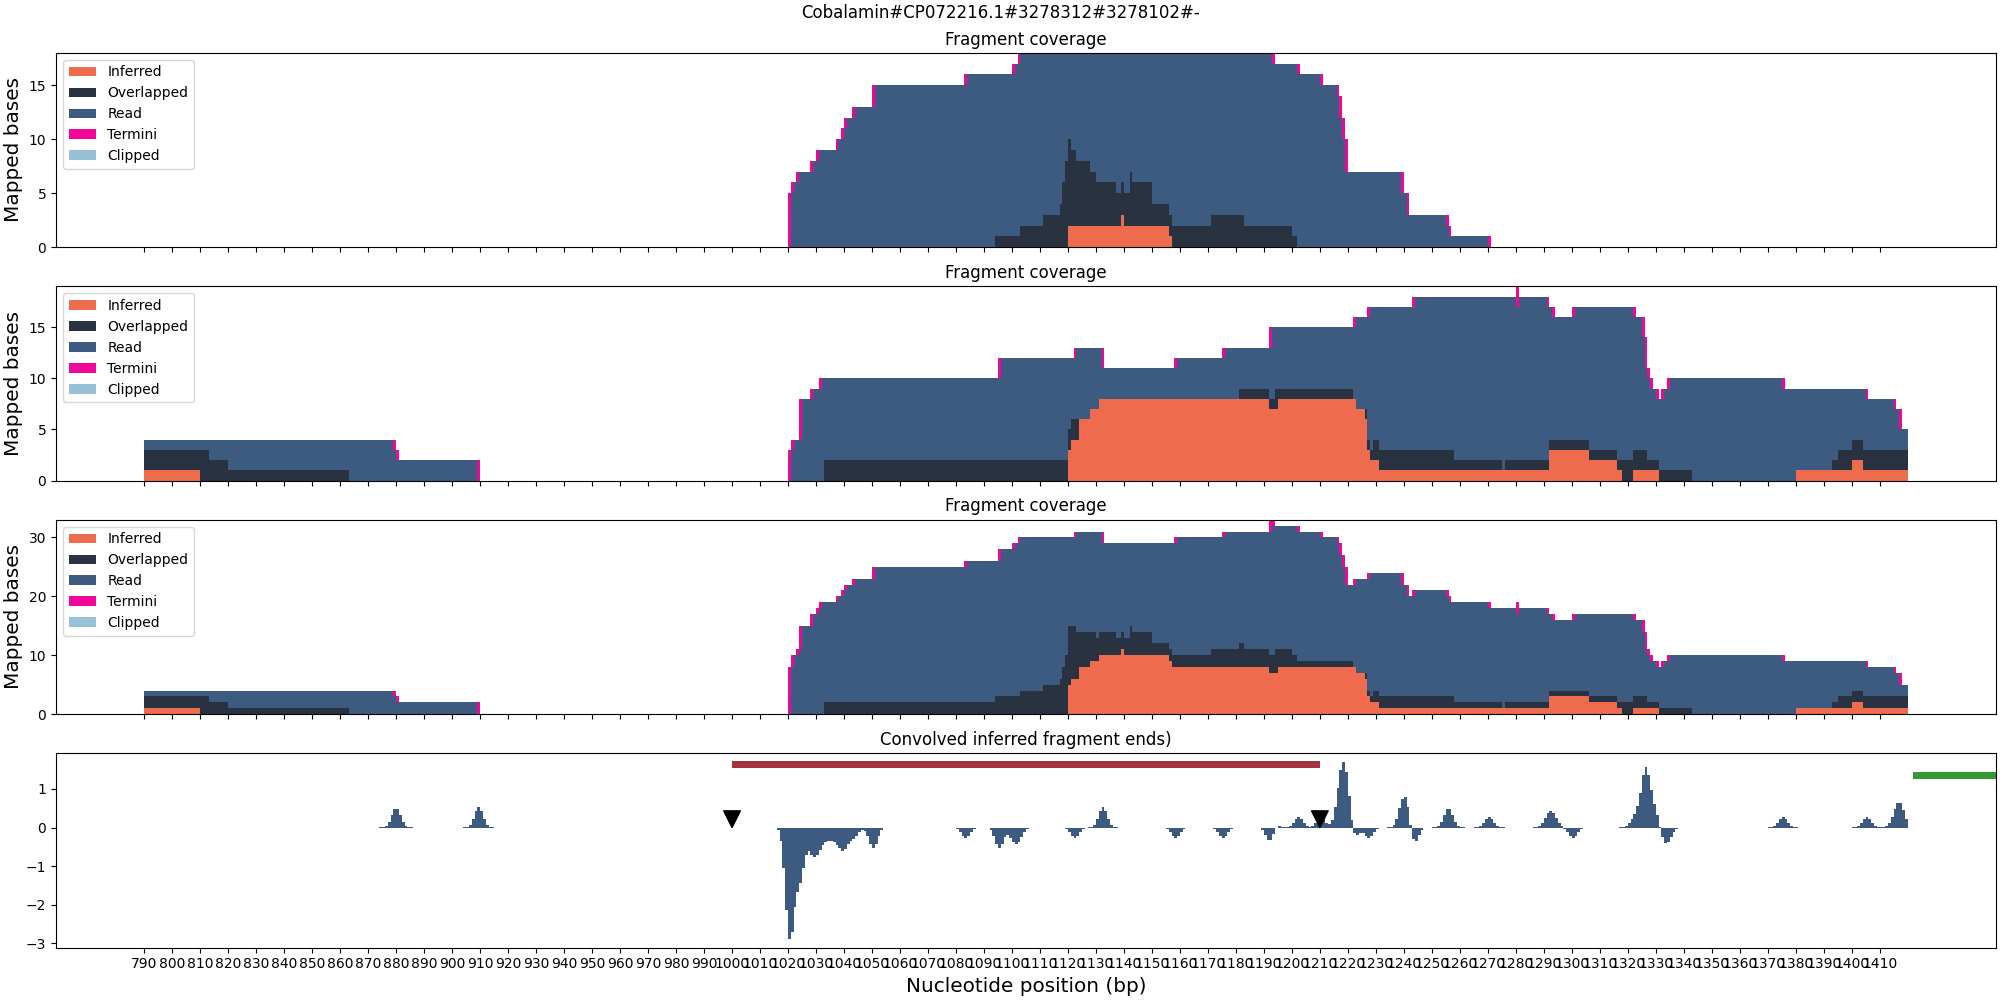 Cobalamin#CP072216.1#3278312#3278102#-
Fragment coverage
Mapped bases
15
10
5
0
Inferred
Overlapped
Read
Termini
Clipped
Fragment coverage
Mapped bases
15
10
5
0
Inferred
Overlapped
Read
Termini
Clipped
Fragment coverage
Mapped bases
30
20
10
0
Inferred
Overlapped
Read
Termini
Clipped
Convolved inferred fragment ends)
1
0
−1
−2
−3
790 800 810 820 830 840 850 860 870 880 890 900 910 920 930 940 950 960 970 980 990 1000 1010 1020 1030 1040 1050 1060 1070 1080 1090 1100 1110 1120 1130 1140 1150 1160 1170 1180 1190 1200 1210 1220 1230 1240 1250 1260 1270 1280 1290 1300 1310 1320 1330 1340 1350 1360 1370 1380 1390 1400 1410
Nucleotide position (bp)